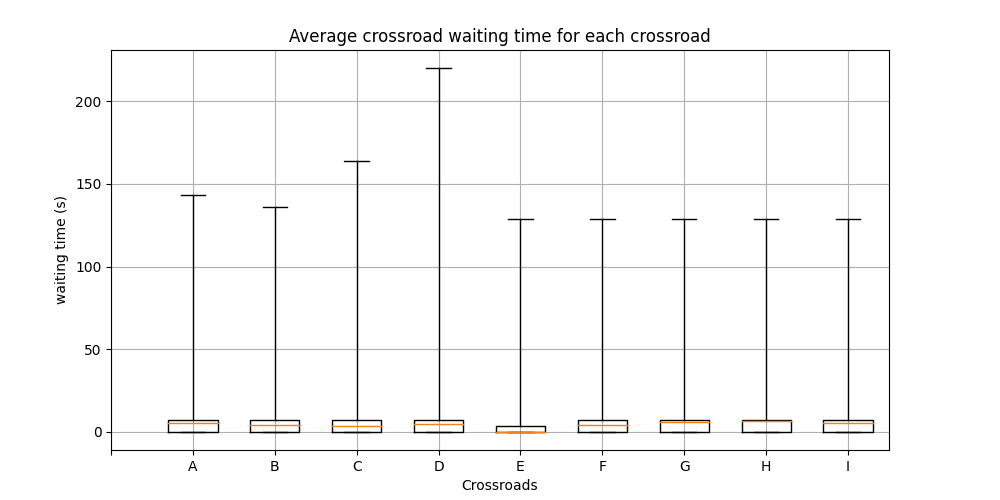 Average crossroad waiting time for each crossroad
waiting time (s)
200
150
100
50
0
A B C D E F G H I
Crossroads